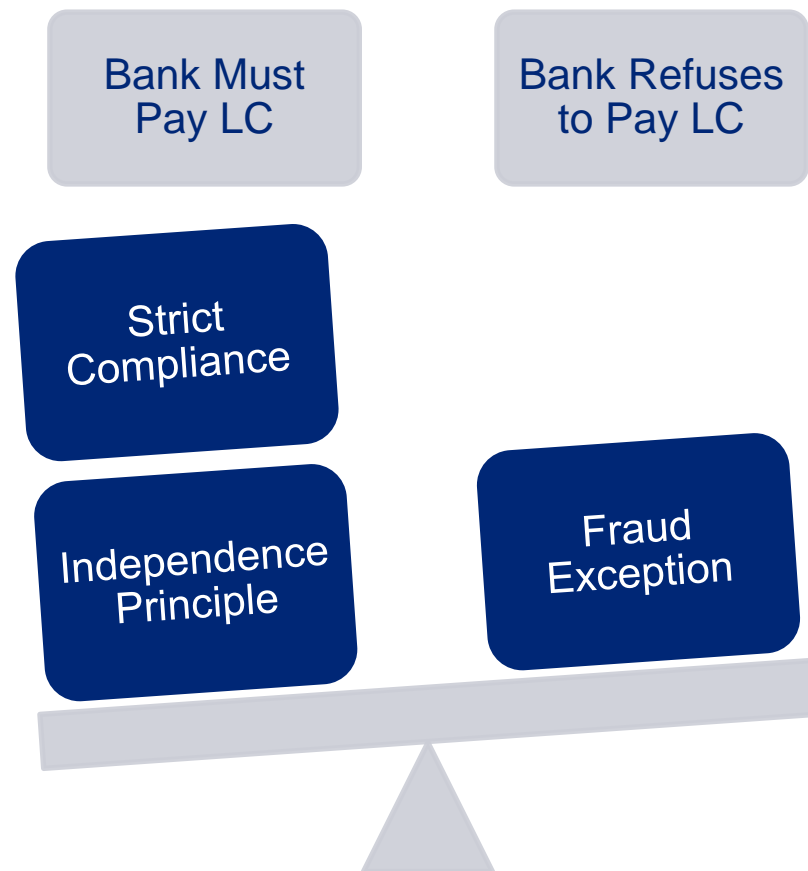 Bank Must
Pay LC
Bank Refuses
to Pay LC
Strict
Compliance
Independence
Principle
Fraud
Exception